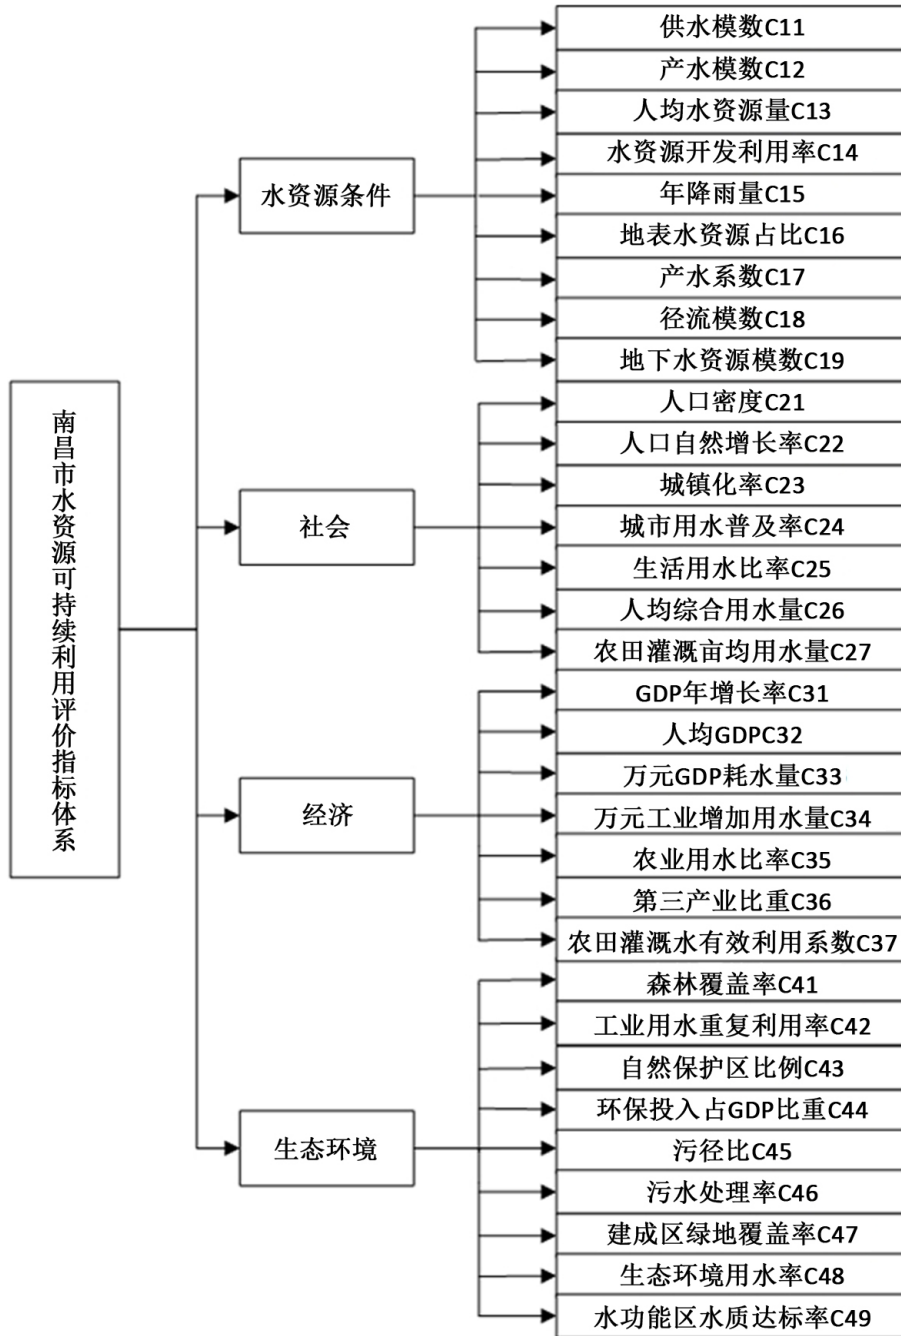 南昌市水资源可持续利用评价指标体系
水资源条件
供水模数C11
产水模数C12
人均水资源量C13
水资源开发利用率C14
年降雨量C15
地表水资源占比C16
产水系数C17
径流模数C18
地下水资源模数C19
社会
人口密度C21
人口自然增长率C22
城镇化率C23
城市用水普及率C24
生活用水比率C25
人均综合用水量C26
农田灌溉亩均用水量C27
经济
GDP年增长率C31
人均GDPC32
万元GDP耗水量C33
万元工业增加用水量C34
农业用水比率C35
第三产业比重C36
农田灌溉水有效利用系数C37
生态环境
森林覆盖率C41
工业用水重复利用率C42
自然保护区比例C43
环保投入占GDP比重C44
污径比C45
污水处理率C46
建成区绿地覆盖率C47
生态环境用水率C48
水功能区水质达标率C49